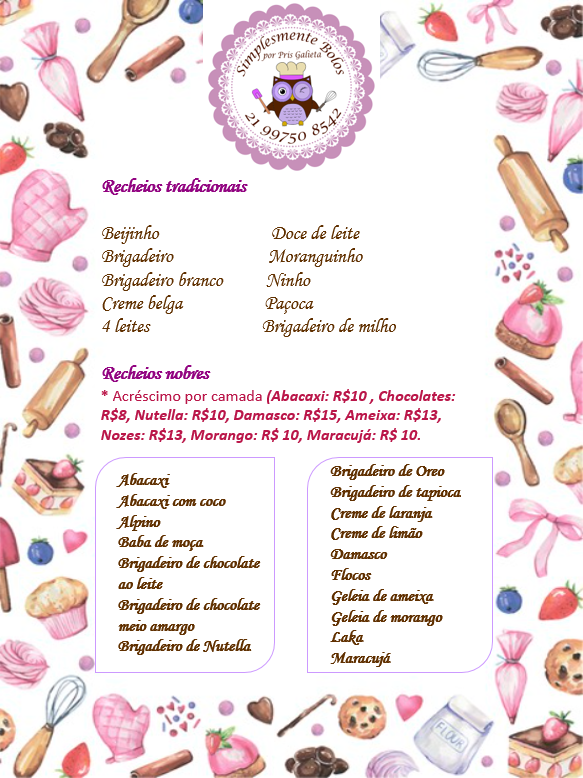 Simplesmente Bolos
por Pris Galieta
21 99750 8542
Recheios tradicionais
Beijinho Doce de leite
Brigadeiro Moranguinho
Brigadeiro branco Ninho
Creme belga Paçoca
4 leites Brigadeiro de milho
Recheios nobres
* Acréscimo por camada (Abacaxi: R$10 , Chocolates:
R$8, Nutella: R$10, Damasco: R$15, Ameixa: R$13,
Nozes: R$13, Morango: R$ 10, Maracujá: R$ 10.
Abacaxi
Abacaxi com coco
Alpino
Baba de moça
Brigadeiro de chocolate
ao leite
Brigadeiro de chocolate
meio amargo
Brigadeiro de Nutella
Brigadeiro de Oreo
Brigadeiro de tapioca
Creme de laranja
Creme de limão
Damasco
Flocos
Geleia de ameixa
Geleia de morango
Laka
Maracujá
FLOUR